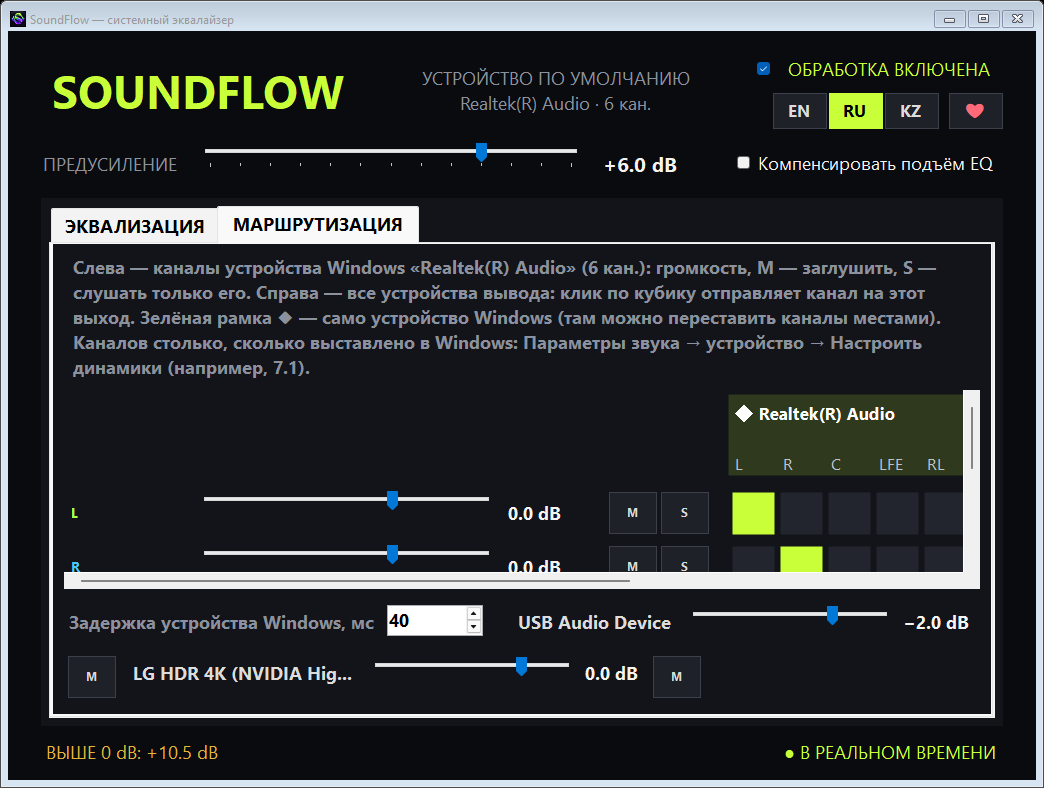 SoundFlow — системный эквалайзер
SOUNDFLOW
УСТРОЙСТВО ПО УМОЛЧАНИЮ
Realtek(R) Audio · 6 кан.
ОБРАБОТКА ВКЛЮЧЕНА
EN RU KZ
ПРЕДУСИЛЕНИЕ
+6.0 dB
Компенсировать подъём EQ
ЭКВАЛИЗАЦИЯ МАРШРУТИЗАЦИЯ
Слева — каналы устройства Windows «Realtek(R) Audio» (6 кан.): громкость, M — заглушить, S —
слушать только его. Справа — все устройства вывода: клик по кубику отправляет канал на этот
выход. Зелёная рамка ◆ — само устройство Windows (там можно переставить каналы местами).
Каналов столько, сколько выставлено в Windows: Параметры звука → устройство → Настроить
динамики (например, 7.1).
◆ Realtek(R) Audio
L R C LFE RL
L 0.0 dB M S
R 0.0 dB M S
Задержка устройства Windows, мс 40 USB Audio Device −2.0 dB
M LG HDR 4K (NVIDIA Hig... 0.0 dB M
ВЫШЕ 0 dB: +10.5 dB
● В РЕАЛЬНОМ ВРЕМЕНИ